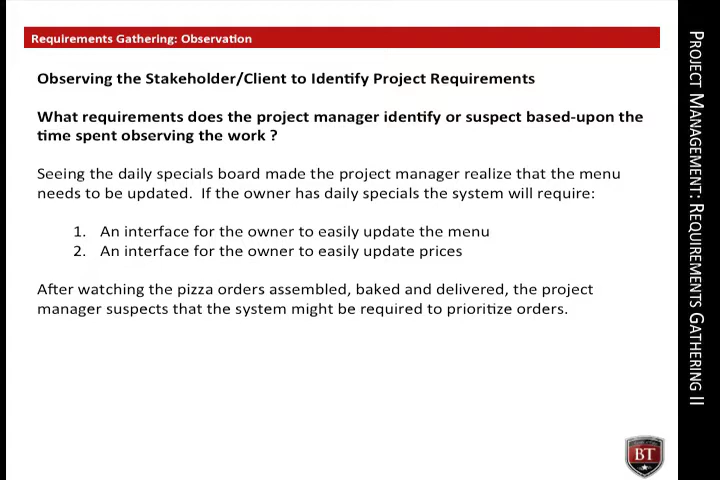 Requirements Gathering: Observation
Observing the Stakeholder/Client to Identify Project Requirements
What requirements does the project manager identify or suspect based-upon the
time spent observing the work ?
Seeing the daily specials board made the project manager realize that the menu
needs to be updated.  If the owner has daily specials the system will require:
1.   An interface for the owner to easily update the menu
2.   An interface for the owner to easily update prices
After watching the pizza orders assembled, baked and delivered, the project
manager suspects that the system might be required to prioritize orders.
PROJECT MANAGEMENT: REQUIREMENTS GATHERING II
BT